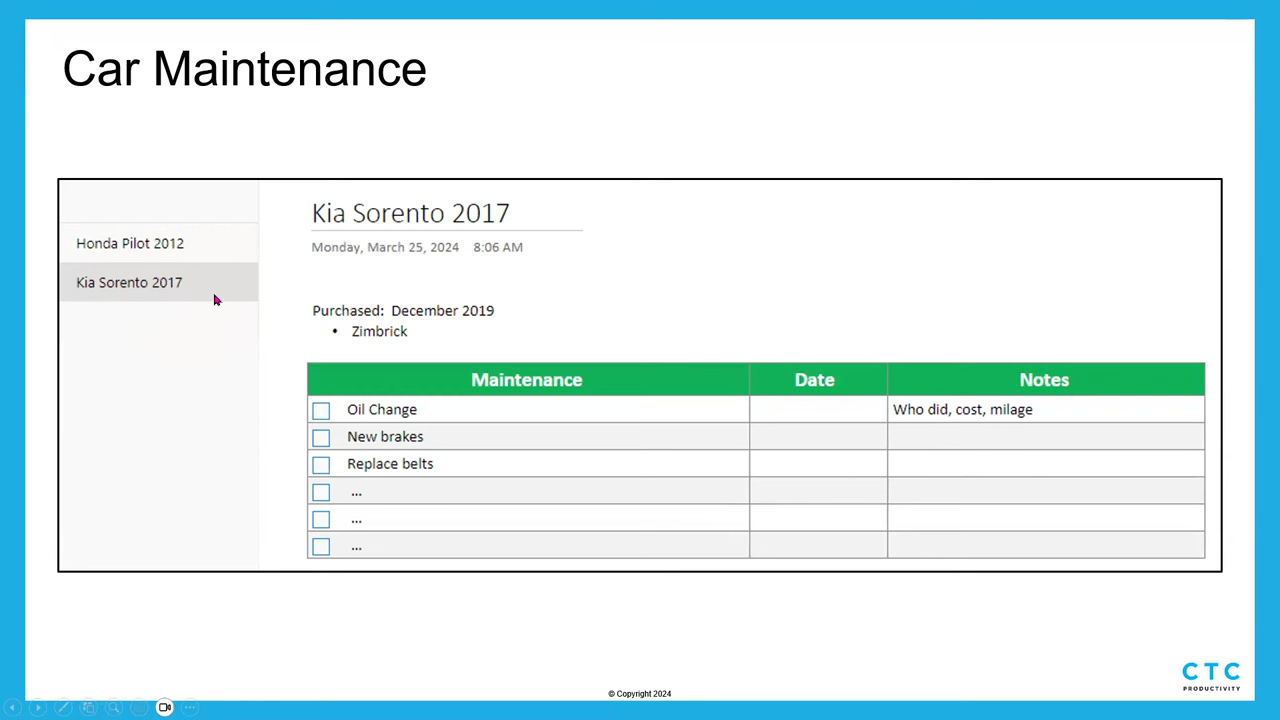 Car Maintenance
Honda Pilot 2012
Kia Sorento 2017
Kia Sorento 2017
Monday, March 25, 2024 8:06 AM
Purchased: December 2019
• Zimbrick
Maintenance Date Notes
Oil Change Who did, cost, milage
New brakes
Replace belts
...
...
...
CTC
PRODUCTIVITY
© Copyright 2024